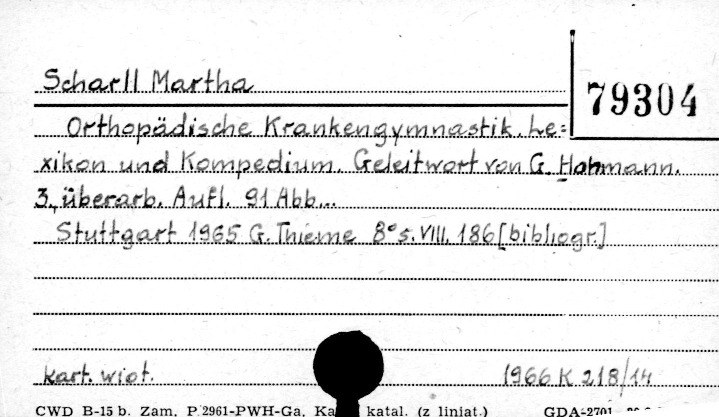 Scharll Martha
79304
Orthopädische Krankengymnastik. Le=
xikon und Kompedium. Geleitwort von G. Hohmann.
3., überarb. Aufl. 91 Abb...
Stuttgart 1965 G. Thieme 8° s. VIII, 186 [bibliogr.]
kart. wiot. 1966 K 218/14
CWD B-15 b. Zam. P 2961-PWH-Ga. katal. (z liniat.) GDA-2701